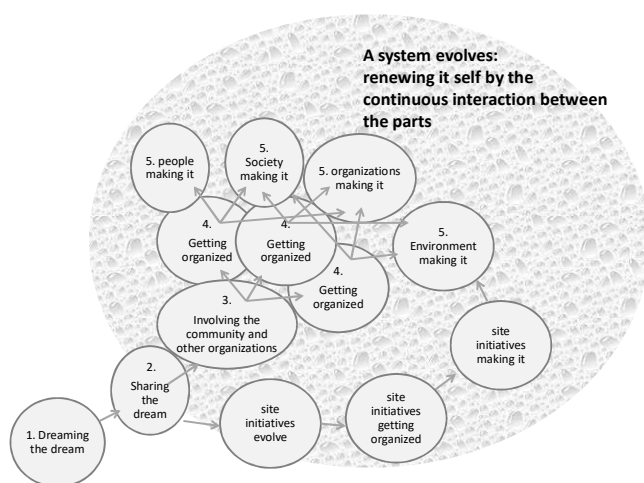 A system evolves:
renewing it self by the
continuous interaction between
the parts
5. people
making it
5.
Society
making it
5. organizations
making it
4.
Getting
organized
4.
Getting
organized
4.
Getting
organized
5.
Environment
making it
3.
Involving the
community and
other organizations
site
initiatives
making it
2.
Sharing
the
dream
site
initiatives
evolve
site
initiatives
getting
organized
1. Dreaming
the dream